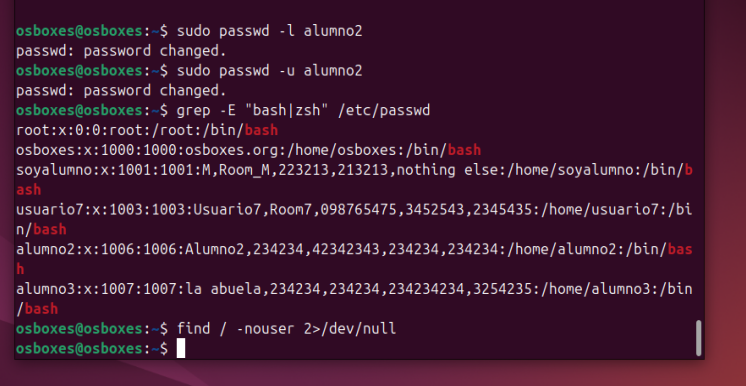 osboxes@osboxes:~$ sudo passwd -l alumno2
passwd: password changed.
osboxes@osboxes:~$ sudo passwd -u alumno2
passwd: password changed.
osboxes@osboxes:~$ grep -E "bash|zsh" /etc/passwd
root:x:0:0:root:/root:/bin/bash
osboxes:x:1000:1000:osboxes.org:/home/osboxes:/bin/bash
soyalumno:x:1001:1001:M,Room_M,223213,213213,nothing else:/home/soyalumno:/bin/b
ash
usuario7:x:1003:1003:Usuario7,Room7,098765475,3452543,2345435:/home/usuario7:/bi
n/bash
alumno2:x:1006:1006:Alumno2,234234,42342343,234234,234234:/home/alumno2:/bin/bas
h
alumno3:x:1007:1007:la abuela,234234,234234,234234234,3254235:/home/alumno3:/bin
/bash
osboxes@osboxes:~$ find / -nouser 2>/dev/null
osboxes@osboxes:~$